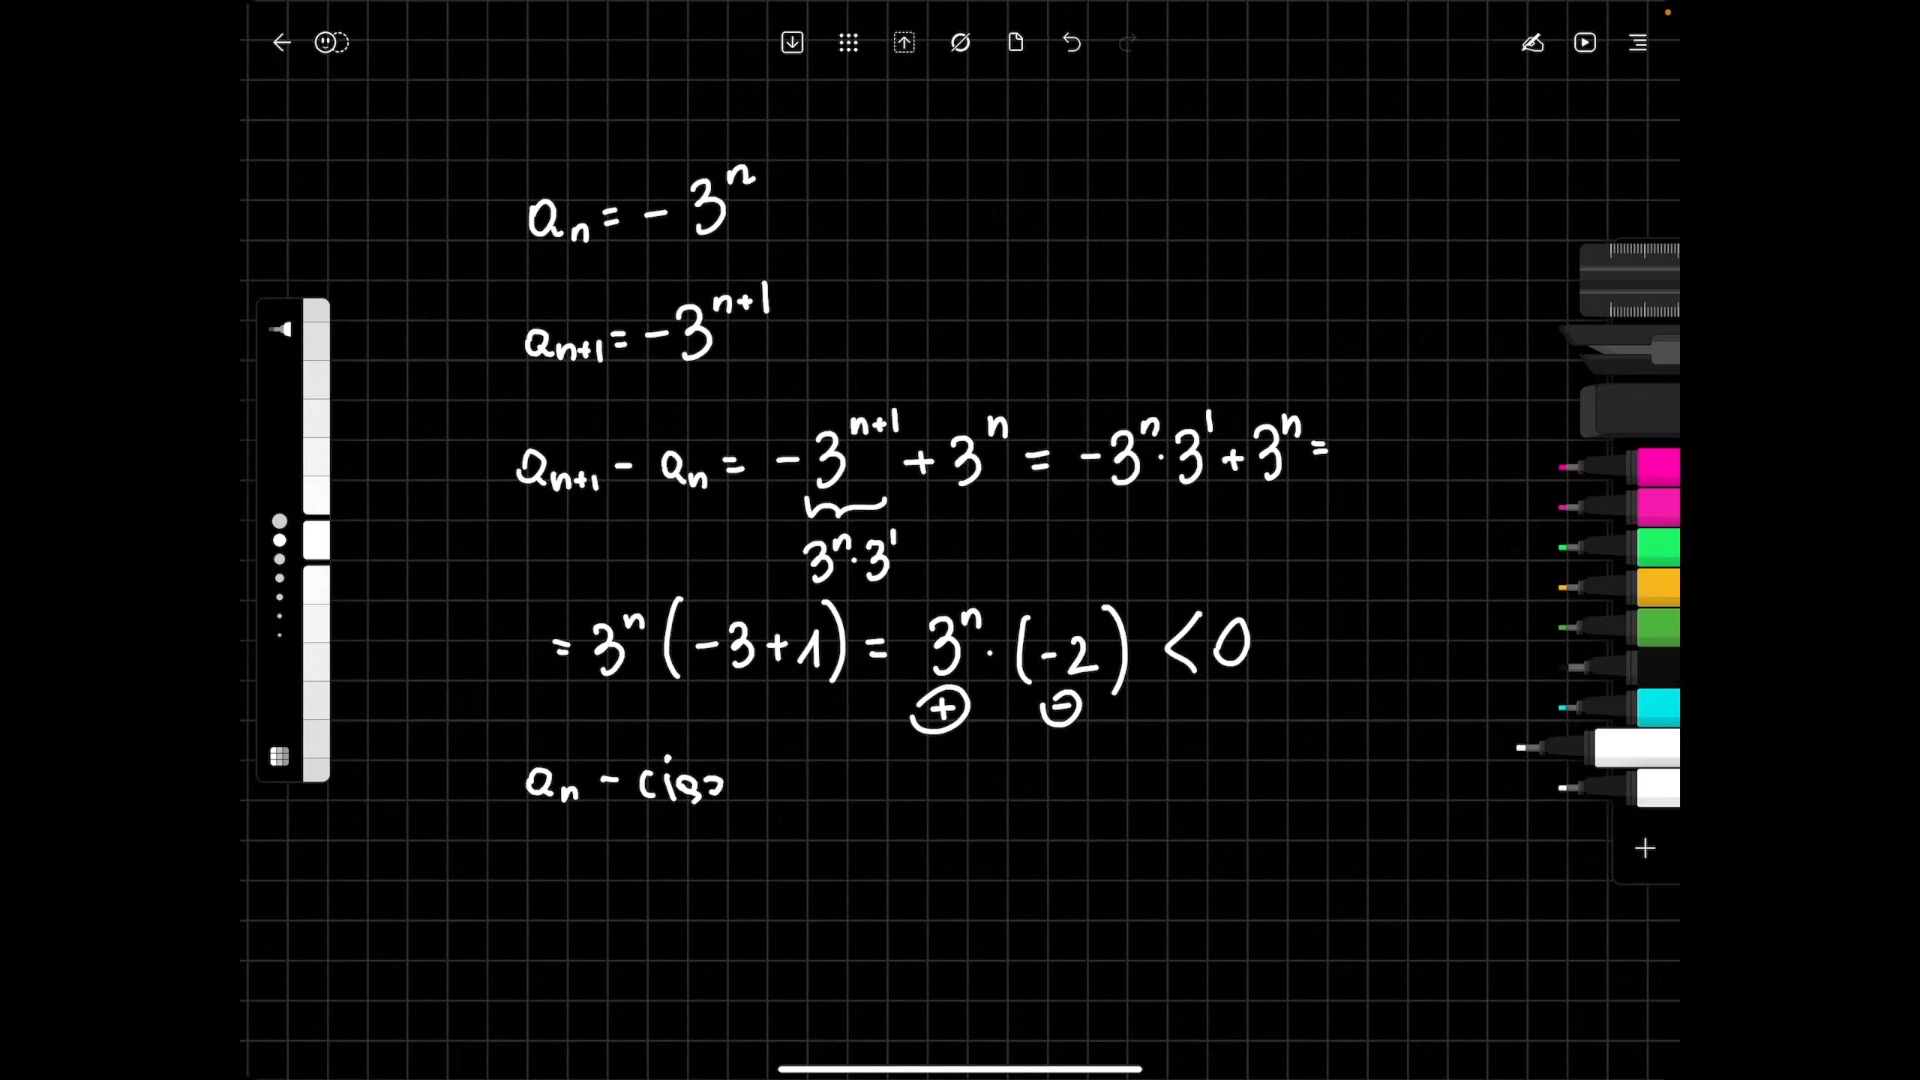 aₙ = - 3ⁿ
aₙ₊₁ = -3ⁿ⁺¹
aₙ₊₁ - aₙ = -3ⁿ⁺¹ + 3ⁿ = -3ⁿ · 3¹ + 3ⁿ =
3ⁿ · 3¹
= 3ⁿ (-3 + 1) = 3ⁿ · (-2) < 0
+ -
aₙ - ciąg